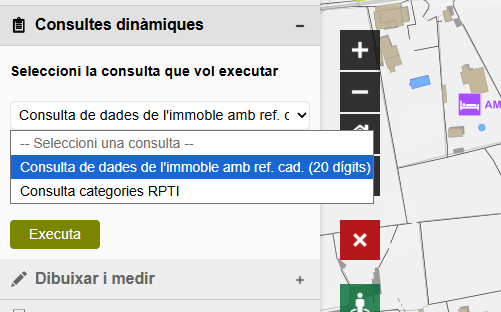 Consultes dinàmiques
Seleccioni la consulta que vol executar
Consulta de dades de l'immoble amb ref. c
-- Seleccioni una consulta --
Consulta de dades de l'immoble amb ref. cad. (20 dígits)
Consulta categories RPTI
Executa
Dibuixar i medir
AM